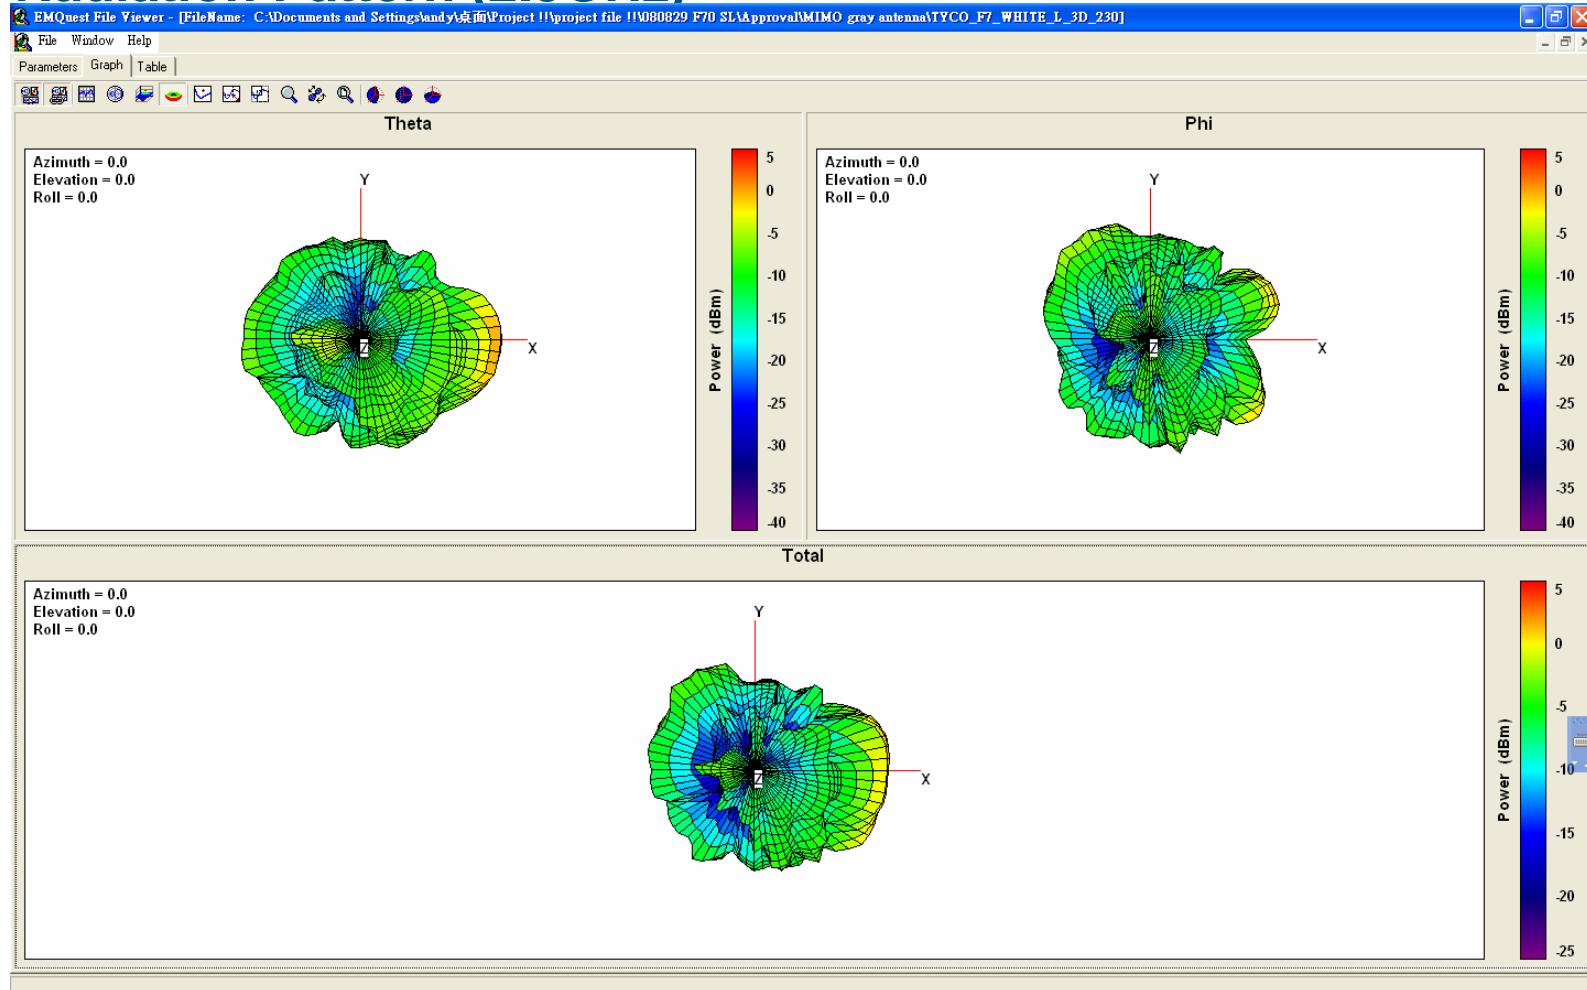 EMQuest File Viewer - [FileName: C:\Documents and Settings\andy\桌面\Project !!\project file !!\080829 F70 SL\Approval\MIMO gray antenna\TYCO_F7_WHITE_L_3D_230]
File Window Help
Parameters Graph Table
Theta
Azimuth = 0.0
Elevation = 0.0
Roll = 0.0
Y
X
Z
5
0
-5
-10
-15
-20
-25
-30
-35
-40
Power (dBm)
Phi
Azimuth = 0.0
Elevation = 0.0
Roll = 0.0
Y
X
Z
5
0
-5
-10
-15
-20
-25
-30
-35
-40
Power (dBm)
Total
Azimuth = 0.0
Elevation = 0.0
Roll = 0.0
Y
X
Z
5
0
-5
-10
-15
-20
-25
Power (dBm)